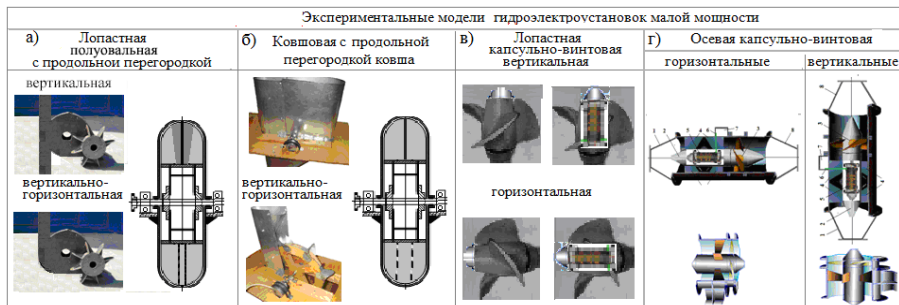 Экспериментальные модели гидроэлектроустановок малой мощности
а) Лопастная
полуовальная
с продольной перегородкой
вертикальная
вертикально-
горизонтальная
б) Ковшовая с продольной
перегородкой ковша
вертикальная
вертикально-
горизонтальная
в) Лопастная
капсульно-винтовая
вертикальная
горизонтальная
г) Осевая капсульно-винтовая
горизонтальные
вертикальные